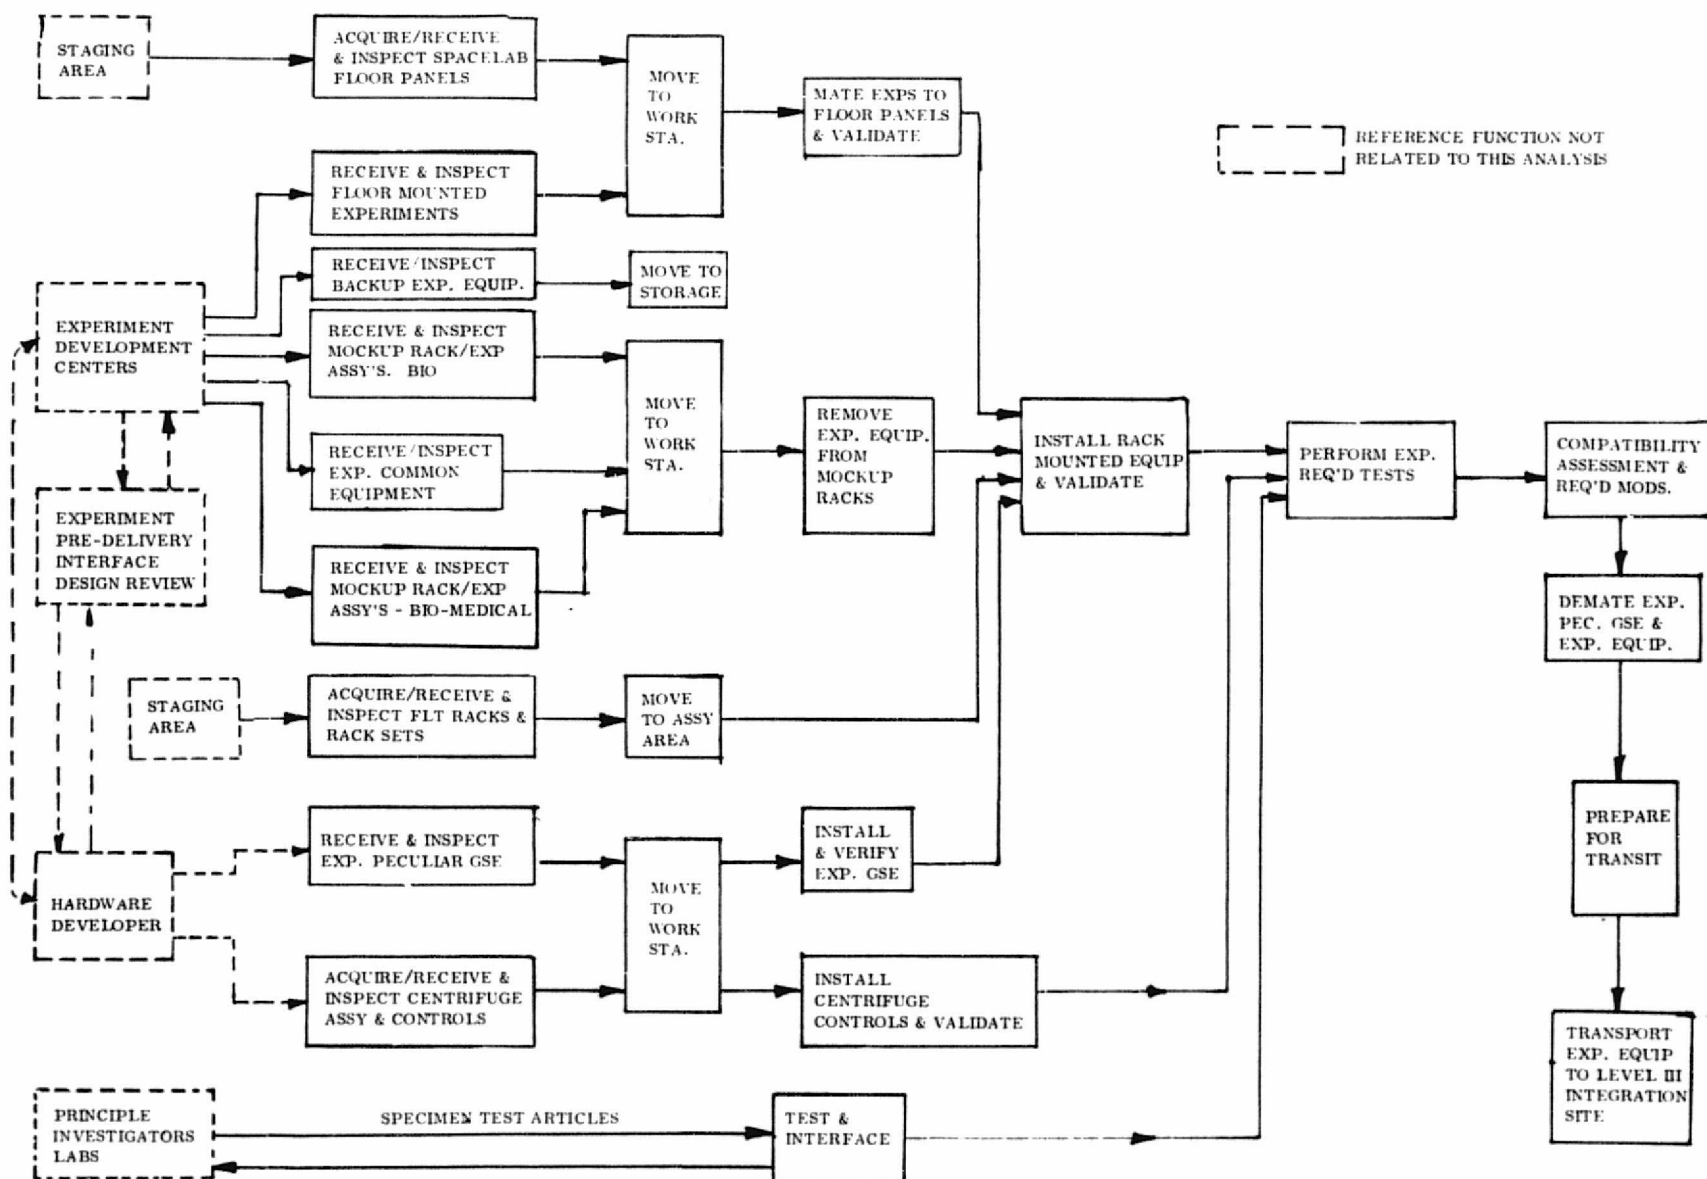 STAGING
AREA
ACQUIRE/RECEIVE
& INSPECT SPACELAB
FLOOR PANELS
MOVE
TO
WORK
STA.
MATE EXPS TO
FLOOR PANELS
& VALIDATE
REFERENCE FUNCTION NOT
RELATED TO THIS ANALYSIS
RECEIVE & INSPECT
FLOOR MOUNTED
EXPERIMENTS
RECEIVE/INSPECT
BACKUP EXP. EQUIP.
MOVE TO
STORAGE
EXPERIMENT
DEVELOPMENT
CENTERS
RECEIVE & INSPECT
MOCKUP RACK/EXP
ASSY'S. BIO
RECEIVE/INSPECT
EXP. COMMON
EQUIPMENT
MOVE
TO
WORK
STA.
REMOVE
EXP. EQUIP.
FROM
MOCKUP
RACKS
INSTALL RACK
MOUNTED EQUIP
& VALIDATE
PERFORM EXP.
REQ'D TESTS
COMPATIBILITY
ASSESSMENT &
REQ'D MODS.
EXPERIMENT
PRE-DELIVERY
INTERFACE
DESIGN REVIEW
RECEIVE & INSPECT
MOCKUP RACK/EXP
ASSY'S - BIO-MEDICAL
DEMATE EXP.
PEC. GSE &
EXP. EQUIP.
STAGING
AREA
ACQUIRE/RECEIVE &
INSPECT FLT RACKS &
RACK SETS
MOVE
TO ASSY
AREA
PREPARE
FOR
TRANSIT
HARDWARE
DEVELOPER
RECEIVE & INSPECT
EXP. PECULIAR GSE
MOVE
TO
WORK
STA.
INSTALL
& VERIFY
EXP. GSE
ACQUIRE/RECEIVE &
INSPECT CENTRIFUGE
ASSY & CONTROLS
INSTALL
CENTRIFUGE
CONTROLS & VALIDATE
TRANSPORT
EXP. EQUIP
TO LEVEL III
INTEGRATION
SITE
PRINCIPLE
INVESTIGATORS
LABS
SPECIMEN TEST ARTICLES
TEST &
INTERFACE